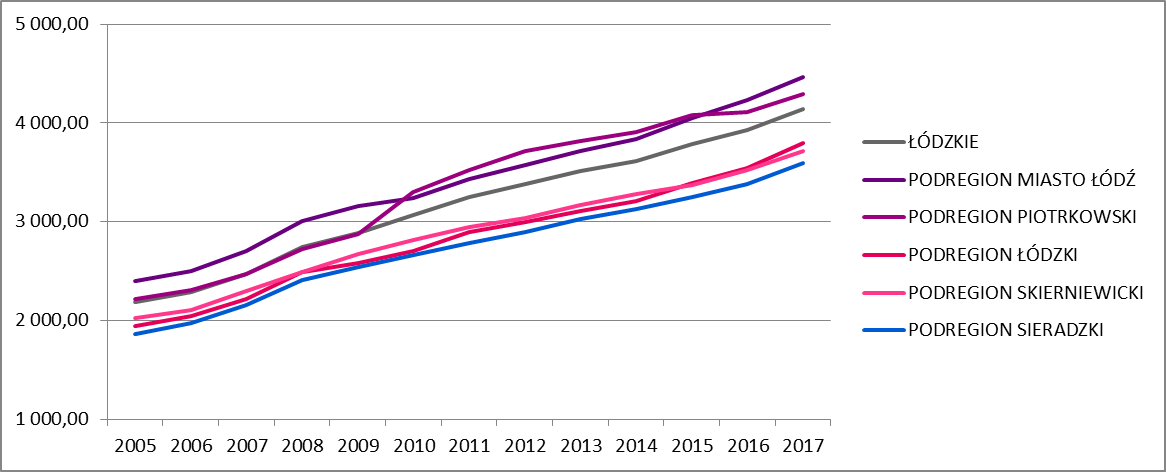 5 000,00
4 000,00
3 000,00
2 000,00
1 000,00
2005 2006 2007 2008 2009 2010 2011 2012 2013 2014 2015 2016 2017
ŁÓDZKIE
PODREGION MIASTO ŁÓDŹ
PODREGION PIOTRKOWSKI
PODREGION ŁÓDZKI
PODREGION SKIERNIEWICKI
PODREGION SIERADZKI